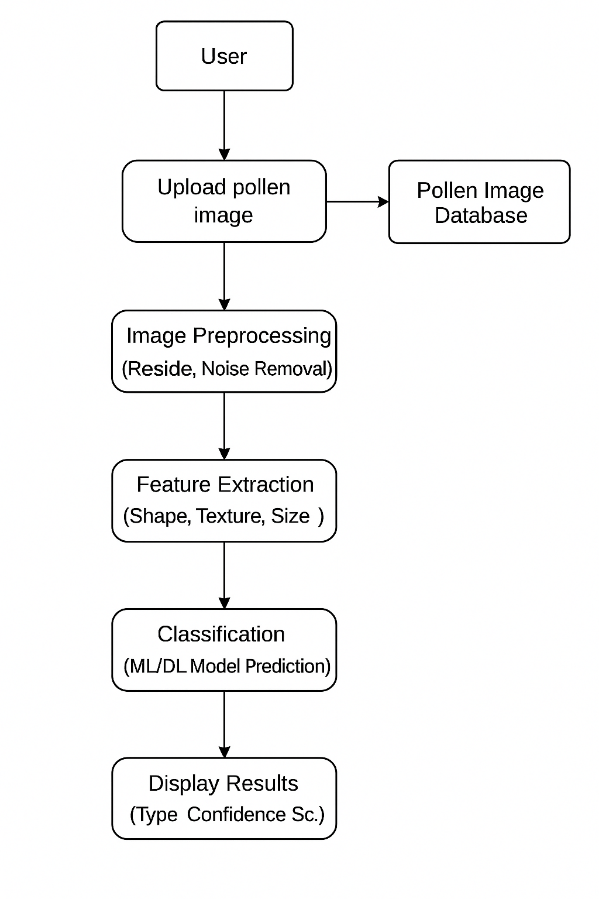 User
Upload pollen
image
Pollen Image
Database
Image Preprocessing
(Reside, Noise Removal)
Feature Extraction
(Shape, Texture, Size )
Classification
(ML/DL Model Prediction)
Display Results
(Type Confidence Sc.)